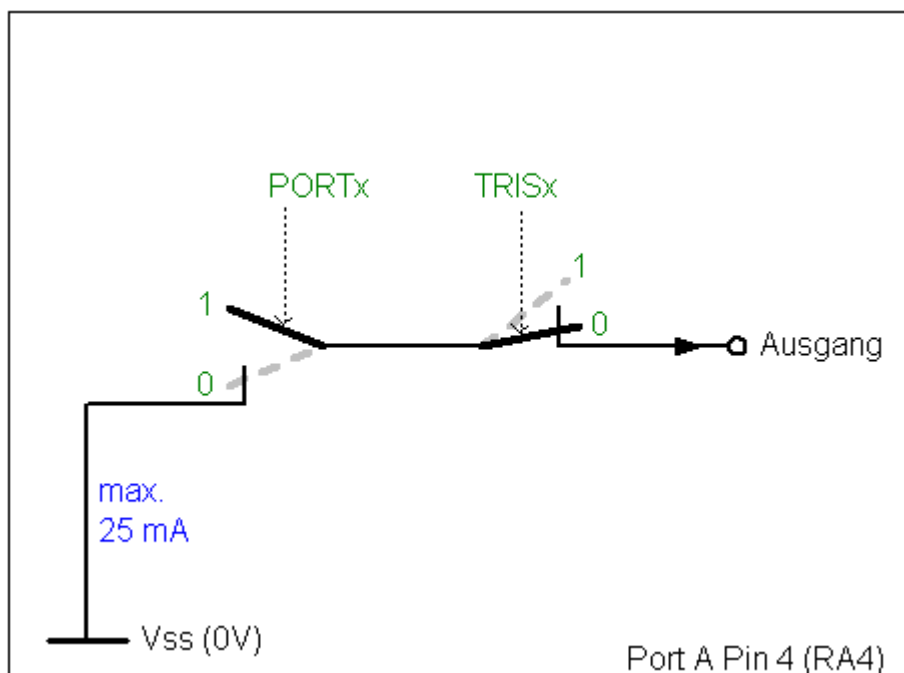 PORTx
TRISx
1
1
0
0
Ausgang
max.
25 mA
Vss (0V)
Port A Pin 4 (RA4)